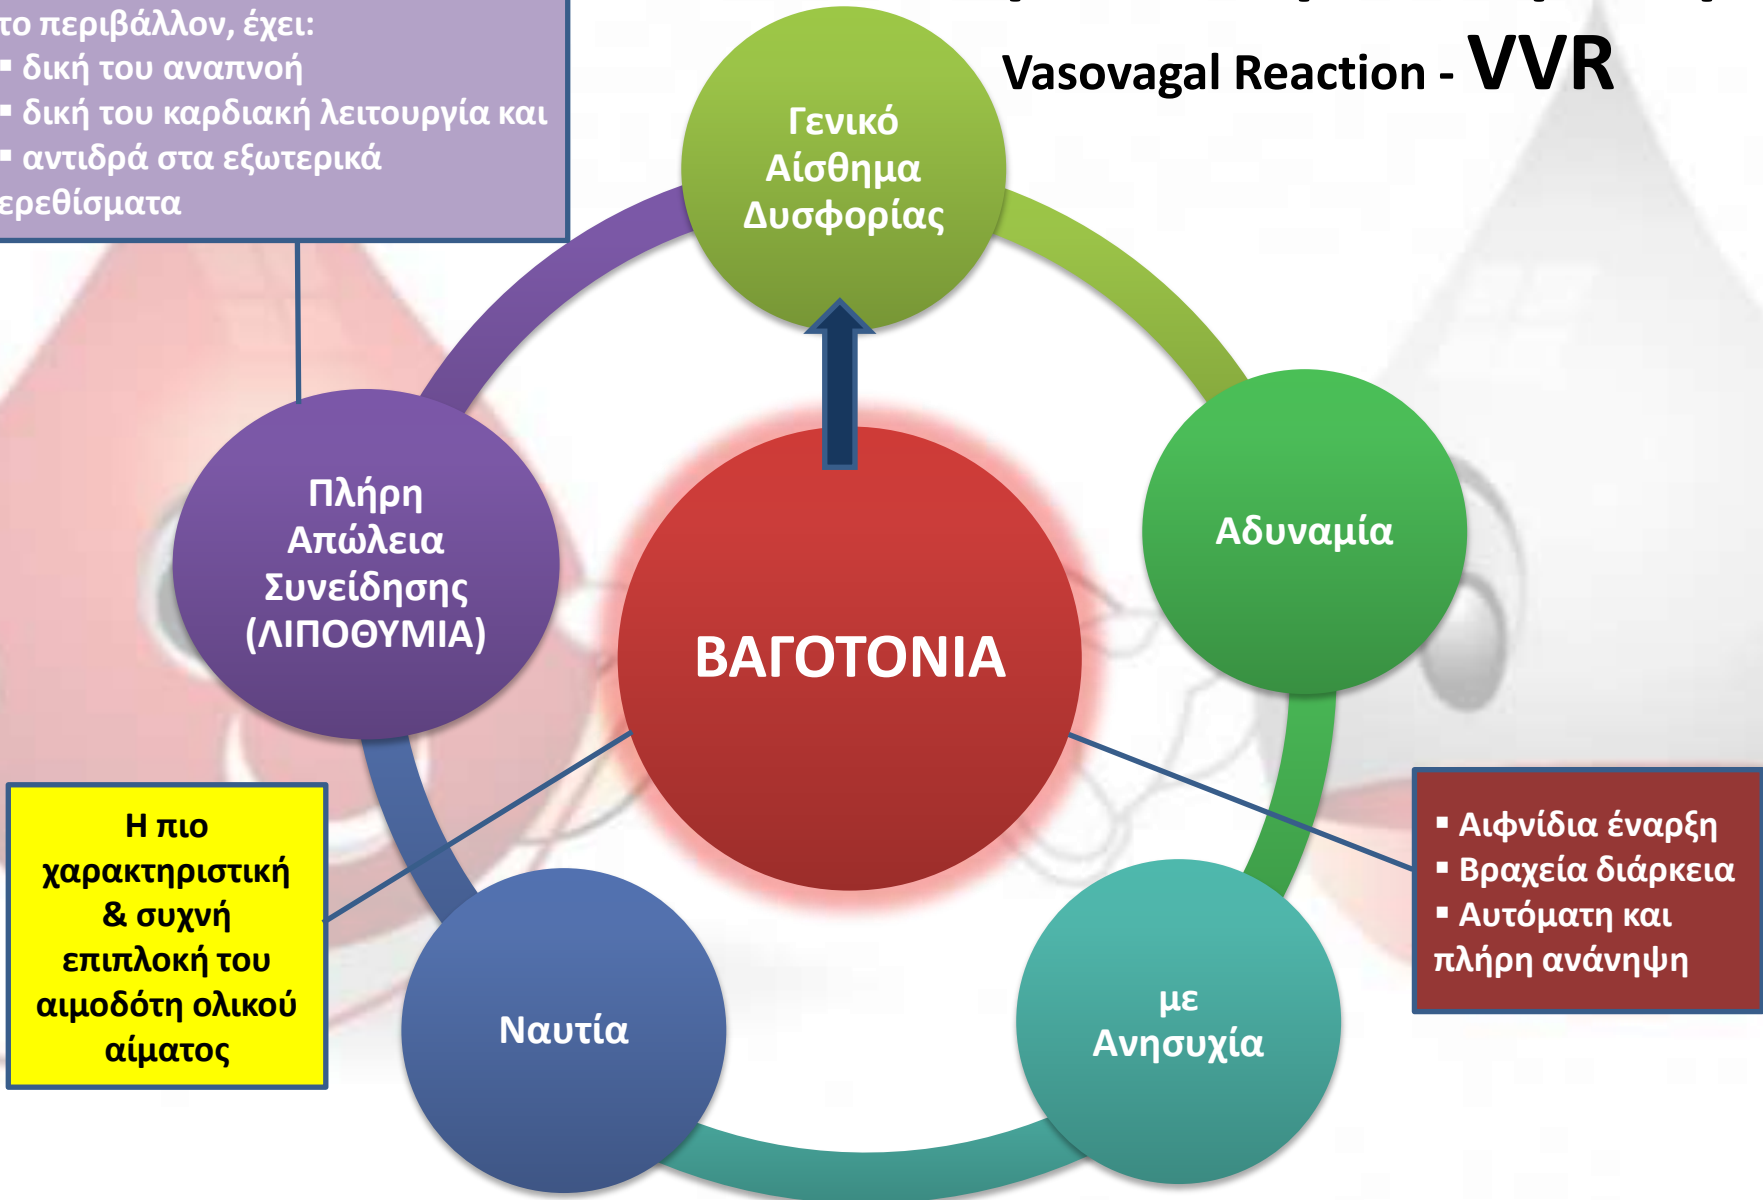 το περιβάλλον, έχει:
▪ δική του αναπνοή
▪ δική του καρδιακή λειτουργία και
▪ αντιδρά στα εξωτερικά
ερεθίσματα
Vasovagal Reaction - VVR
Γενικό
Αίσθημα
Δυσφορίας
Πλήρη
Απώλεια
Συνείδησης
(ΛΙΠΟΘΥΜΙΑ)
Αδυναμία
ΒΑΓΟΤΟΝΙΑ
Η πιο
χαρακτηριστική
& συχνή
επιπλοκή του
αιμοδότη ολικού
αίματος
▪ Αιφνίδια έναρξη
▪ Βραχεία διάρκεια
▪ Αυτόματη και
πλήρη ανάνηψη
Ναυτία
με
Ανησυχία